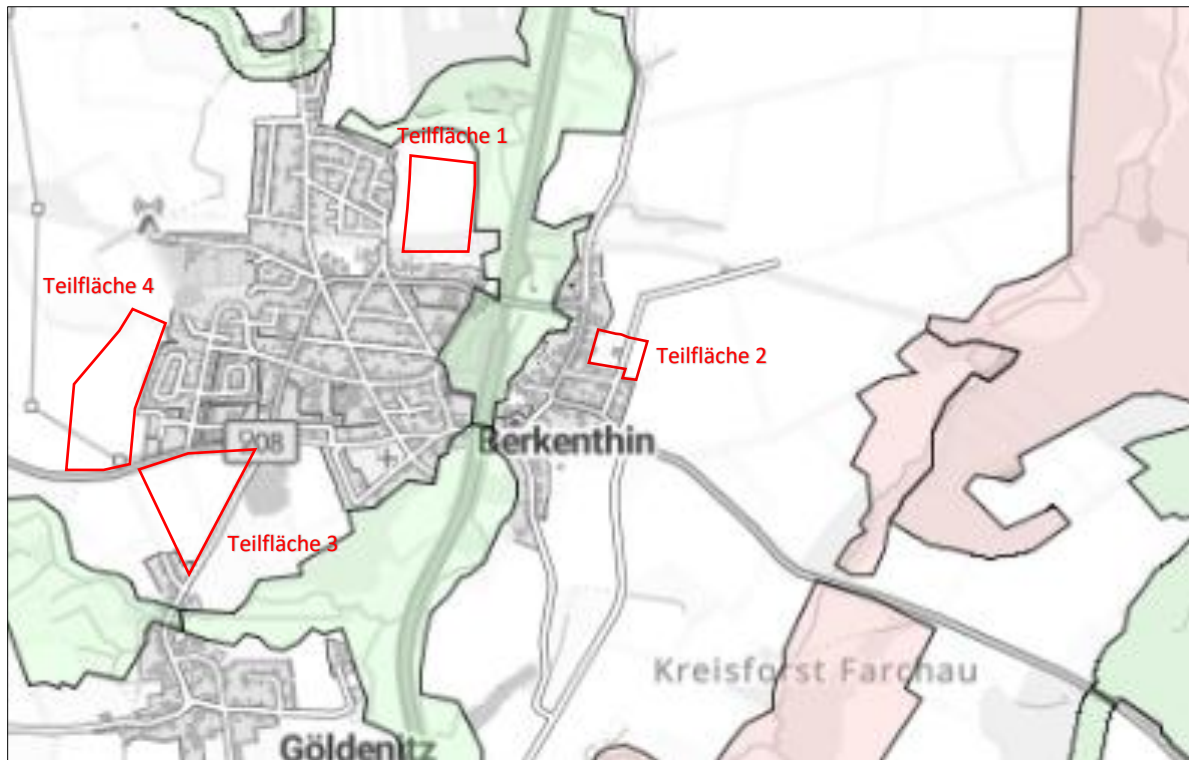 Teilfläche 1
Teilfläche 4
Teilfläche 2
208
Berkenthin
Teilfläche 3
Kreisforst Farchau
Göldenitz